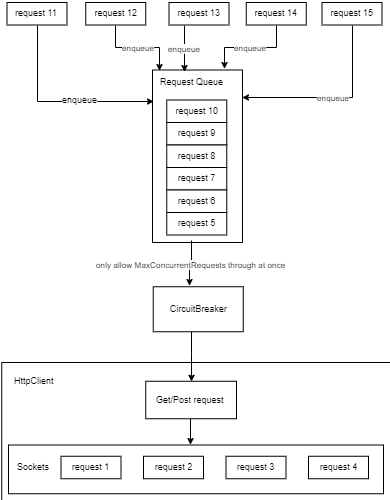 request 11
request 12
request 13
request 14
request 15
enqueue
enqueue
enqueue
enqueue
enqueue
Request Queue
request 10
request 9
request 8
request 7
request 6
request 5
only allow MaxConcurrentRequests through at once
CircuitBreaker
HttpClient
Get/Post request
Sockets
request 1
request 2
request 3
request 4